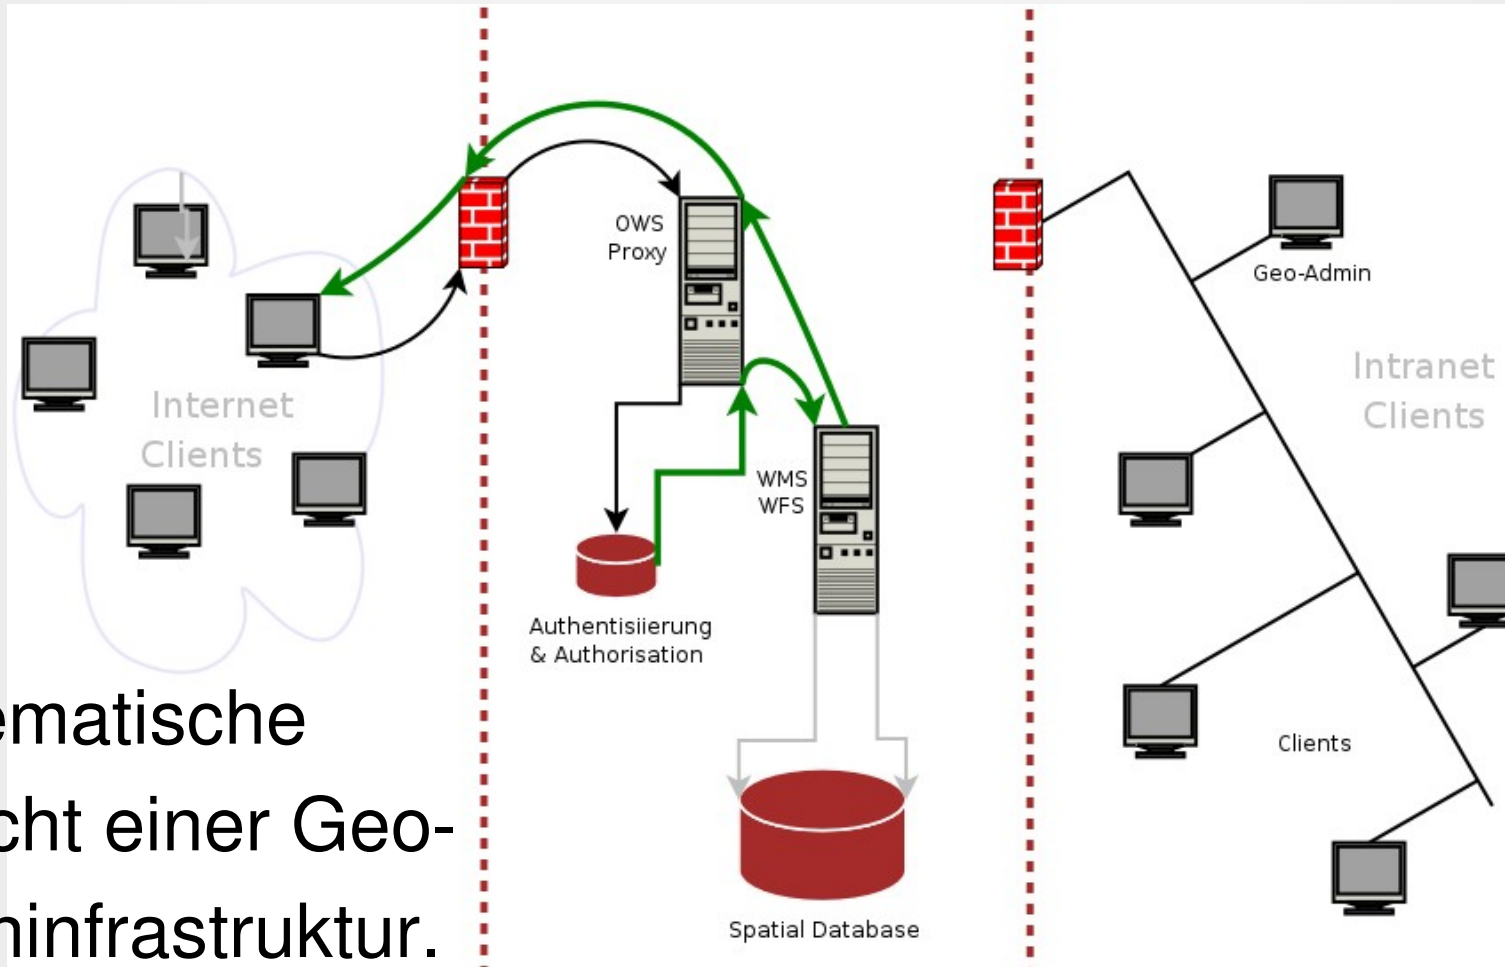 OWS
Proxy
Geo-Admin
Internet
Clients
Intranet
Clients
WMS
WFS
Authentisiierung
& Authorisation
ematische
cht einer Geo-
infrastruktur.
Clients
Spatial Database